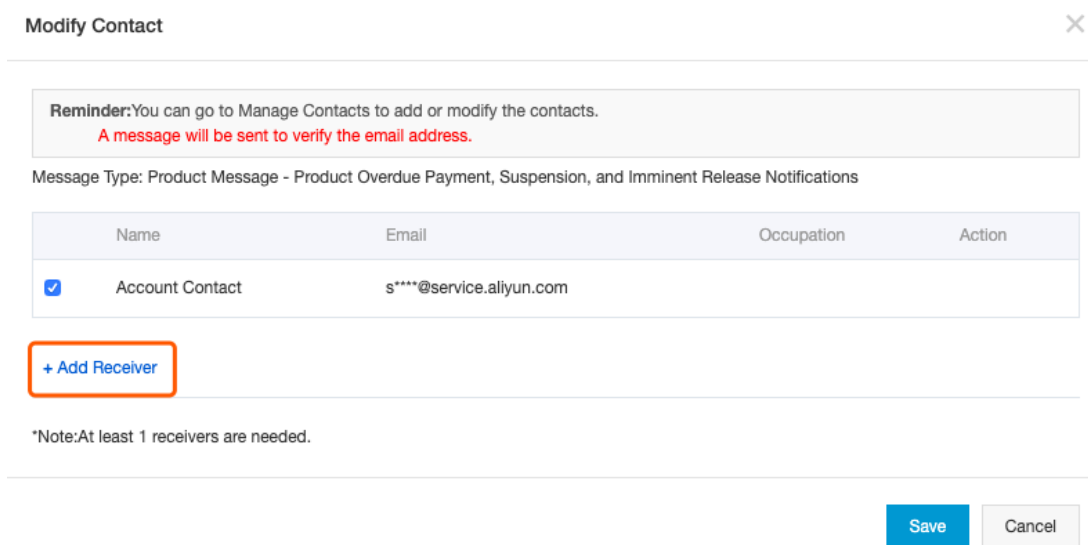 Modify Contact
Reminder:You can go to Manage Contacts to add or modify the contacts.
A message will be sent to verify the email address.
Message Type: Product Message - Product Overdue Payment, Suspension, and Imminent Release Notifications
Name Email Occupation Action
Account Contact s****@service.aliyun.com
+ Add Receiver
*Note:At least 1 receivers are needed.
Save Cancel